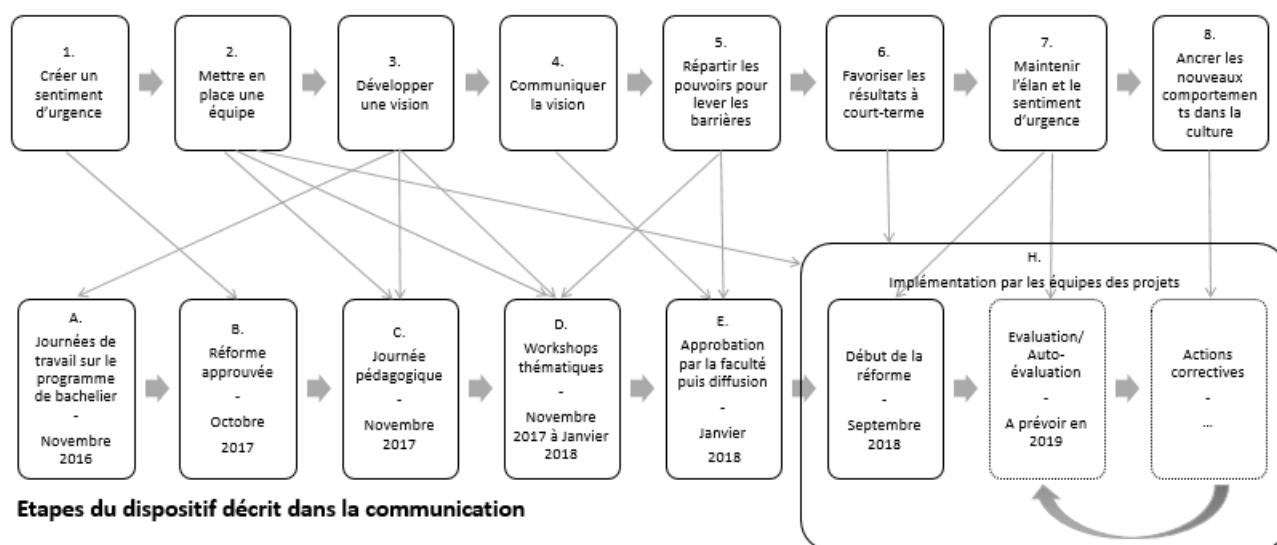 1.
Créer un
sentiment
d'urgence
2.
Mettre en
place une
équipe
3.
Développer
une vision
4.
Communiquer
la vision
5.
Répartir les
pouvoirs pour
lever les
barrières
6.
Favoriser les
résultats à
court-terme
7.
Maintenir
l'élan et le
sentiment
d'urgence
8.
Ancrer les
nouveaux
comportemen
ts dans la
culture
H.
Implémentation par les équipes des projets
A.
Journées de
travail sur le
programme
de bachelier
-
Novembre
2016
B.
Réforme
approuvée
-
Octobre
2017
C.
Journée
pédagogique
-
Novembre
2017
D.
Workshops
thématiques
-
Novembre
2017 à Janvier
2018
E.
Approbation
par la faculté
puis diffusion
-
Janvier
2018
Début de la
réforme
-
Septembre
2018
Evaluation/
Auto-
évaluation
-
A prévoir en
2019
Actions
correctives
-
...
Etapes du dispositif décrit dans la communication